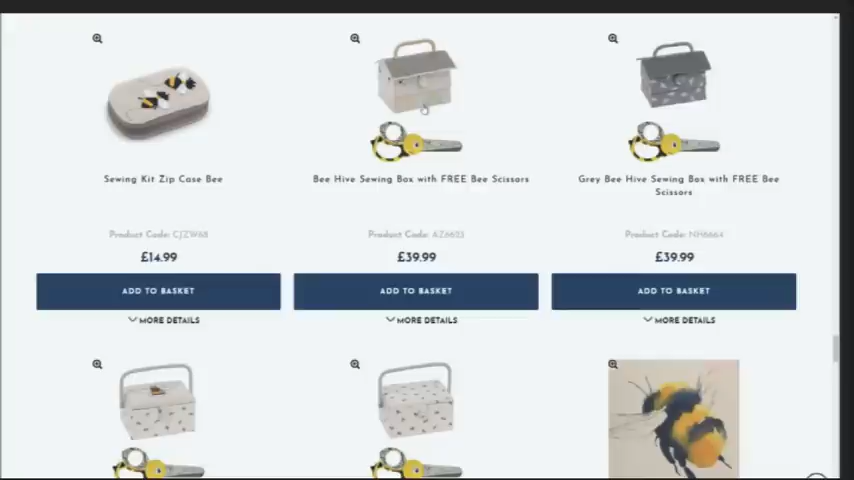 Sewing Kit Zip Case Bee
Bee Hive Sewing Box with FREE Bee Scissors
Grey Bee Hive Sewing Box with FREE Bee
Scissors
Product Code: CJZW68
Product Code:
Product Code: NH6664
£14.99
£39.99
£39.99
ADD TO BASKET
ADD TO BASKET
ADD TO BASKET
MORE DETAILS
MORE DETAILS
MORE DETAILS